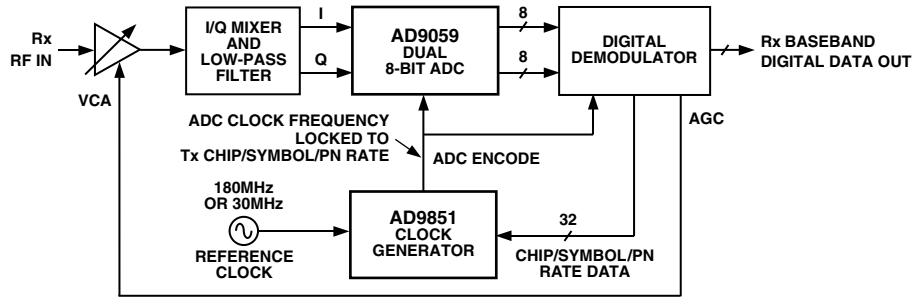 Rx
RF IN
VCA
I/Q MIXER
AND
LOW-PASS
FILTER
I
Q
AD9059
DUAL
8-BIT ADC
8
8
DIGITAL
DEMODULATOR
Rx BASEBAND
DIGITAL DATA OUT
AGC
ADC CLOCK FREQUENCY
LOCKED TO
Tx CHIP/SYMBOL/PN RATE
ADC ENCODE
180MHz
OR 30MHz
REFERENCE
CLOCK
AD9851
CLOCK
GENERATOR
32
CHIP/SYMBOL/PN
RATE DATA